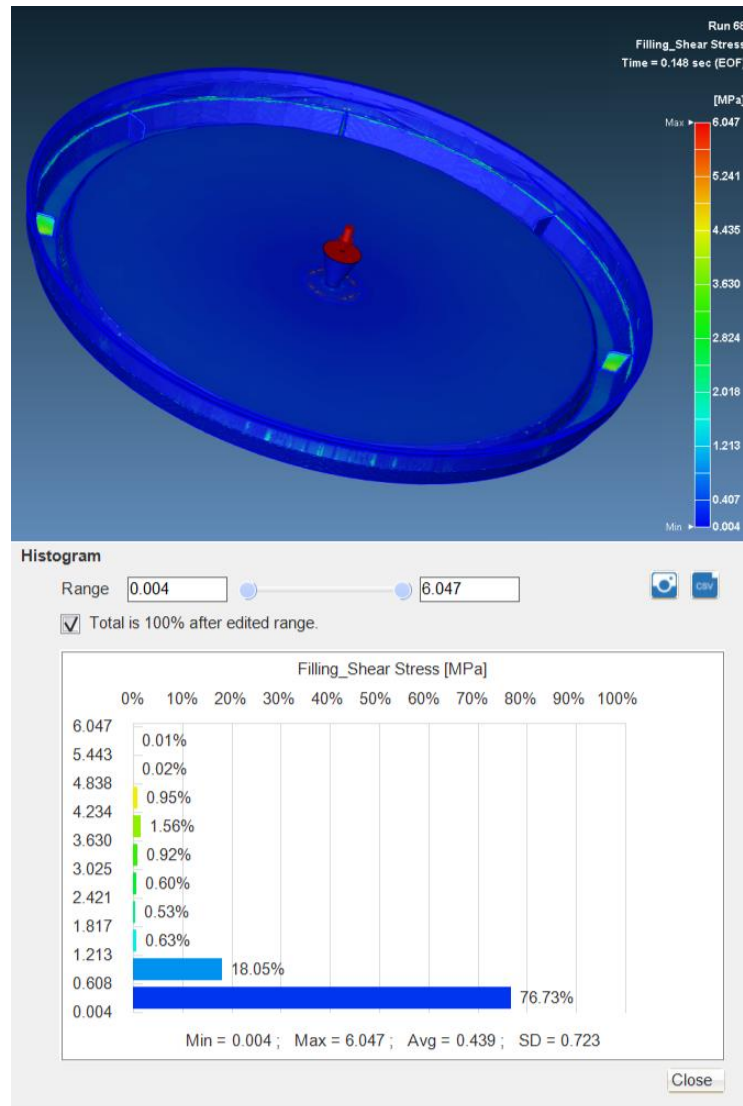 Run 68
Filling_Shear Stress
Time = 0.148 sec (EOF)
[MPa]
Max 6.047
5.241
4.435
3.630
2.824
2.018
1.213
0.407
Min 0.004
Histogram
Range 0.004 6.047
CSV
Total is 100% after edited range.
Filling_Shear Stress [MPa]
0% 10% 20% 30% 40% 50% 60% 70% 80% 90% 100%
6.047
0.01%
5.443
0.02%
4.838
0.95%
4.234
1.56%
3.630
0.92%
3.025
0.60%
2.421
0.53%
1.817
0.63%
1.213
18.05%
0.608
76.73%
0.004
Min = 0.004 ; Max = 6.047 ; Avg = 0.439 ; SD = 0.723
Close